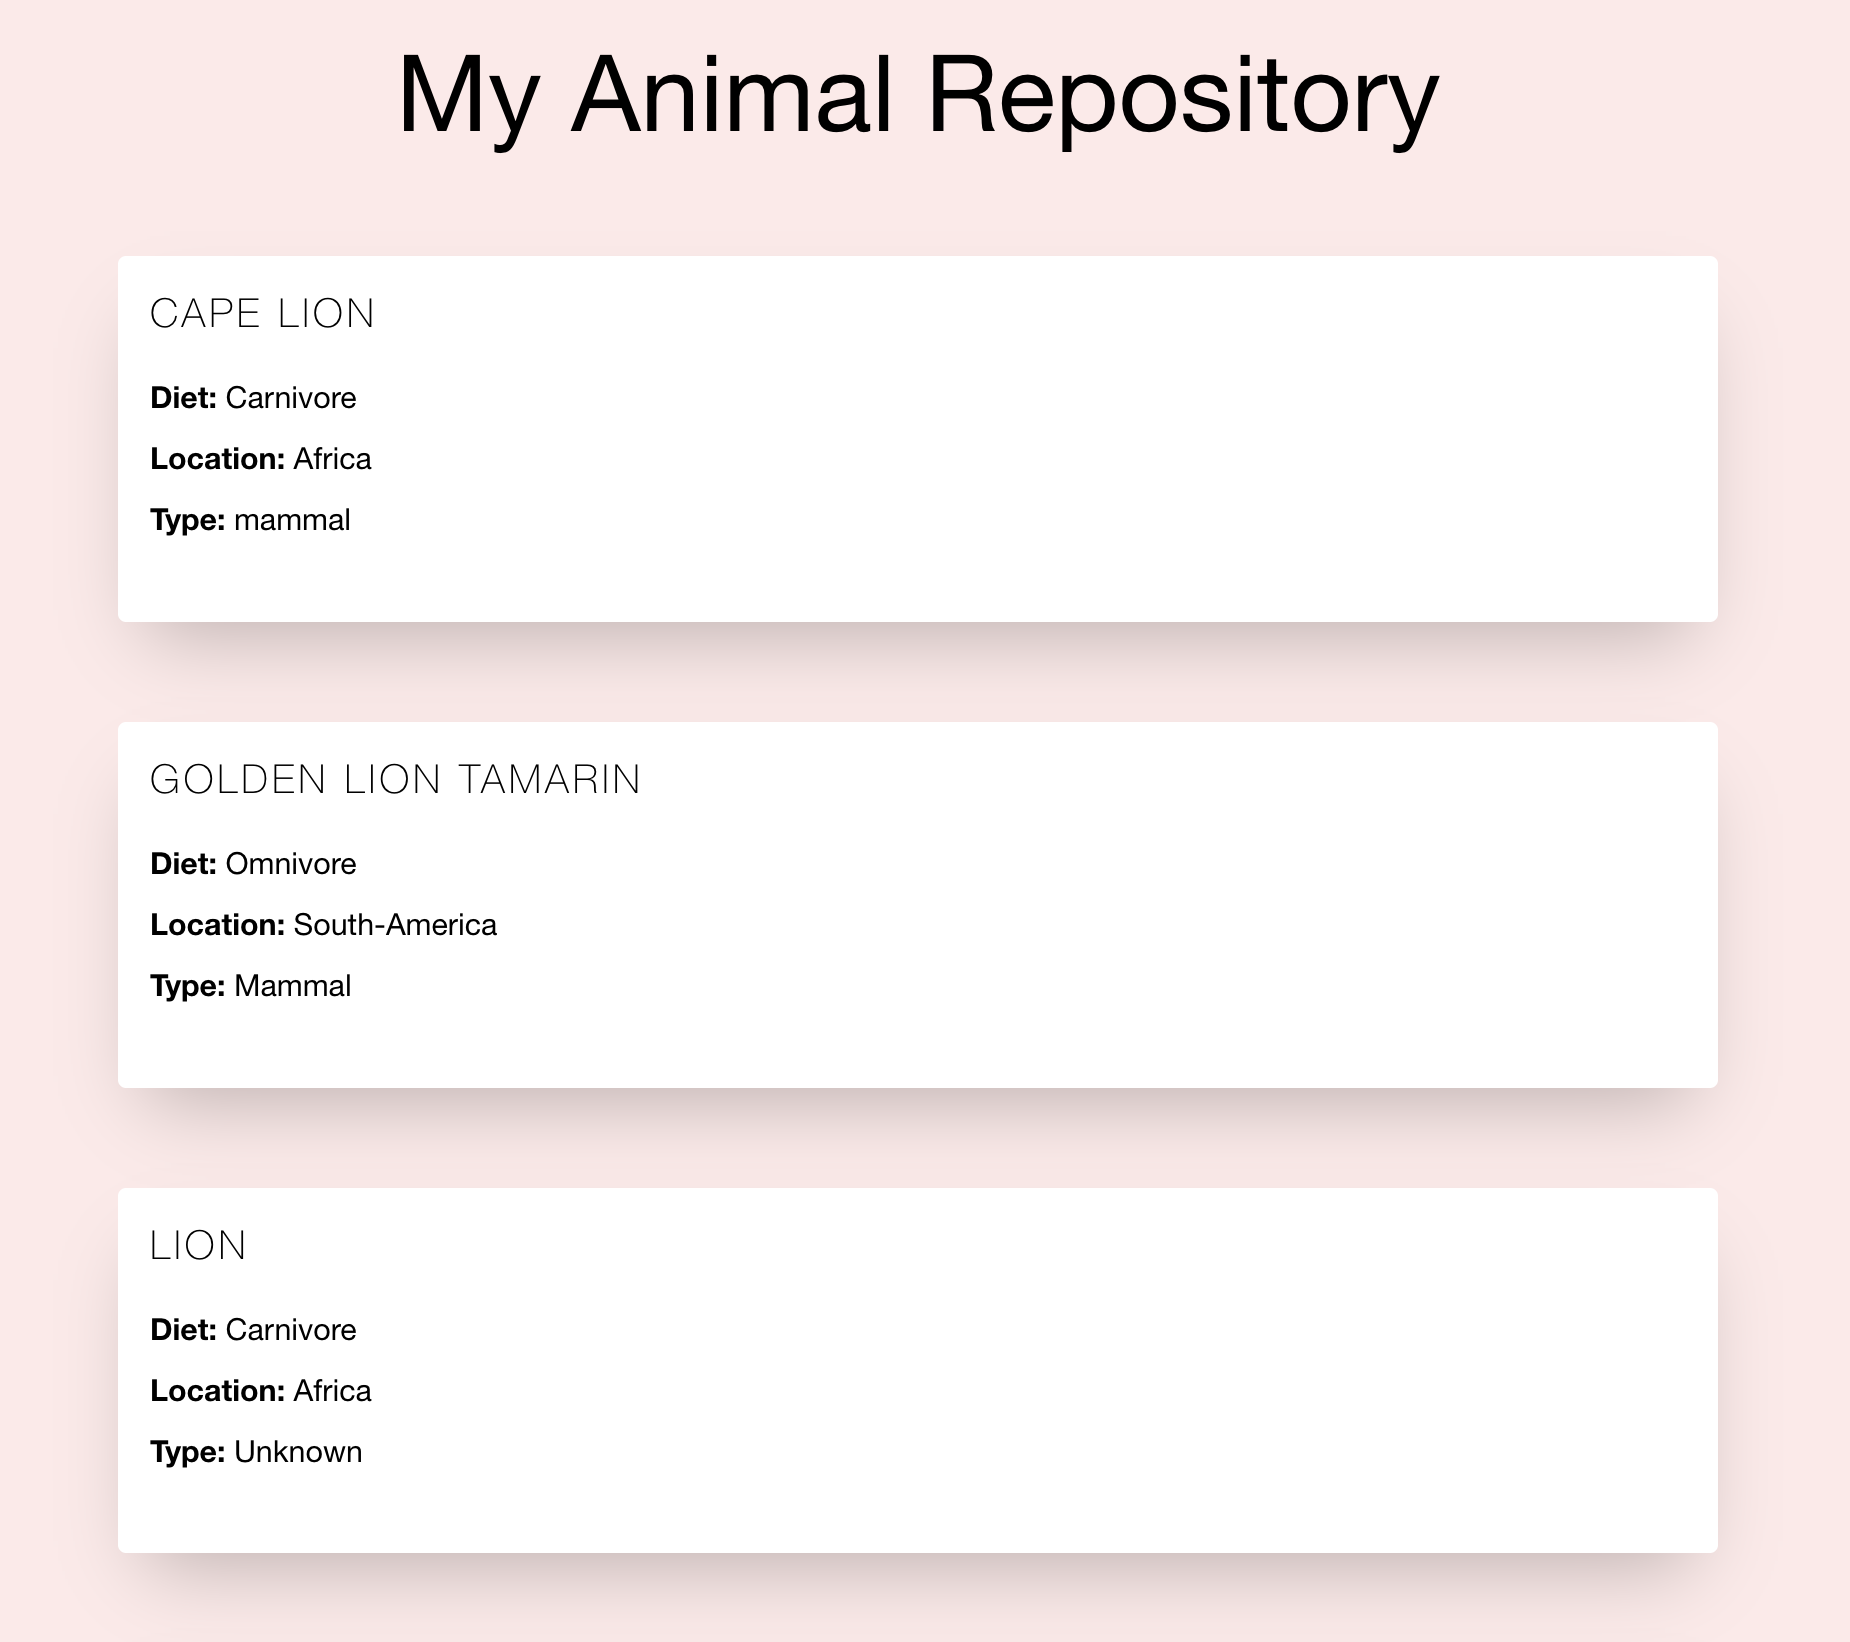 My Animal Repository
CAPE LION
Diet: Carnivore
Location: Africa
Type: mammal
GOLDEN LION TAMARIN
Diet: Omnivore
Location: South-America
Type: Mammal
LION
Diet: Carnivore
Location: Africa
Type: Unknown